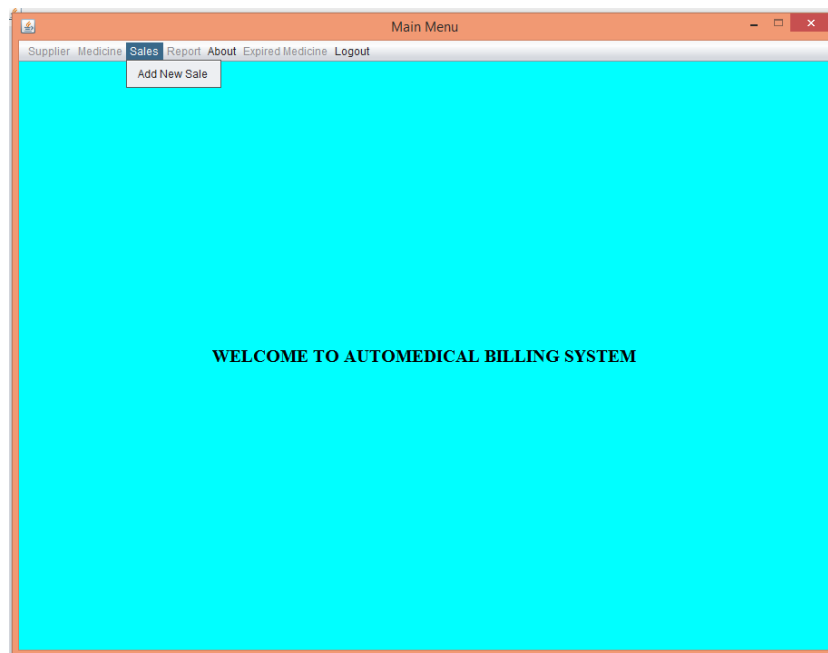 Main Menu
Supplier Medicine Sales Report About Expired Medicine Logout
Add New Sale
WELCOME TO AUTOMEDICAL BILLING SYSTEM